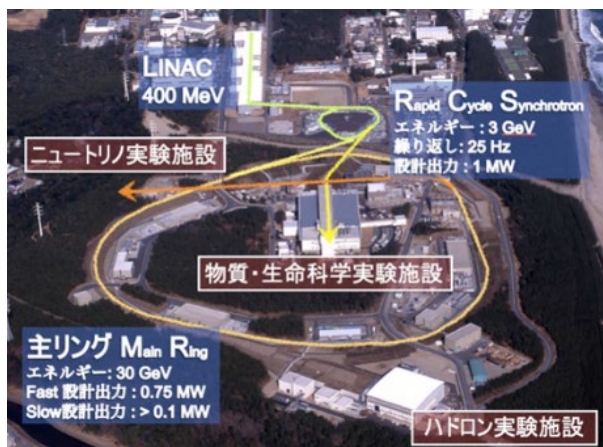 LINAC
400 MeV
Rapid Cycle Synchrotron
エネルギー : 3 GeV
繰り返し : 25 Hz
設計出力 : 1 MW
ニュートリノ実験施設
物質・生命科学実験施設
主リング Main Ring
エネルギー : 30 GeV
Fast 設計出力 : 0.75 MW
Slow設計出力 : > 0.1 MW
ハドロン実験施設